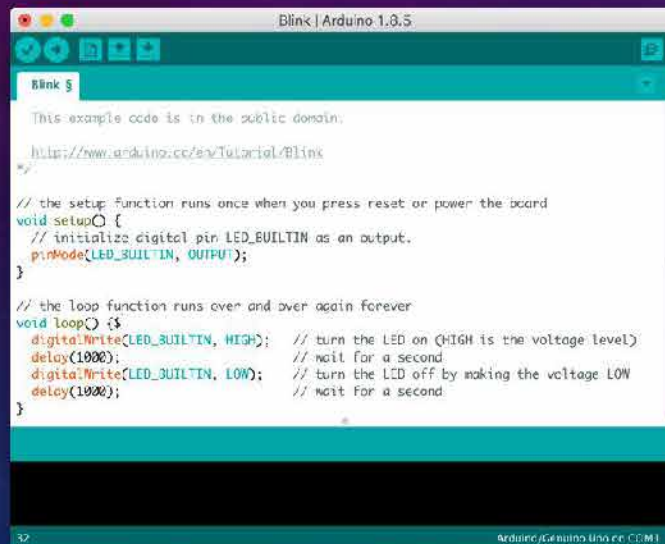 Blink | Arduino 1.8.5
Blink §
This example code is in the public domain.
http://www.arduino.cc/en/Tutorial/Blink
*/
// the setup function runs once when you press reset or power the board
void setup() {
// initialize digital pin LED_BUILTIN as an output.
pinMode(LED_BUILTIN, OUTPUT);
}
// the loop function runs over and over again forever
void loop() {$
digitalWrite(LED_BUILTIN, HIGH); // turn the LED on (HIGH is the voltage level)
delay(1000); // wait for a second
digitalWrite(LED_BUILTIN, LOW); // turn the LED off by making the voltage LOW
delay(1000); // wait for a second
}
32 Arduino/Genuino Uno on COM1